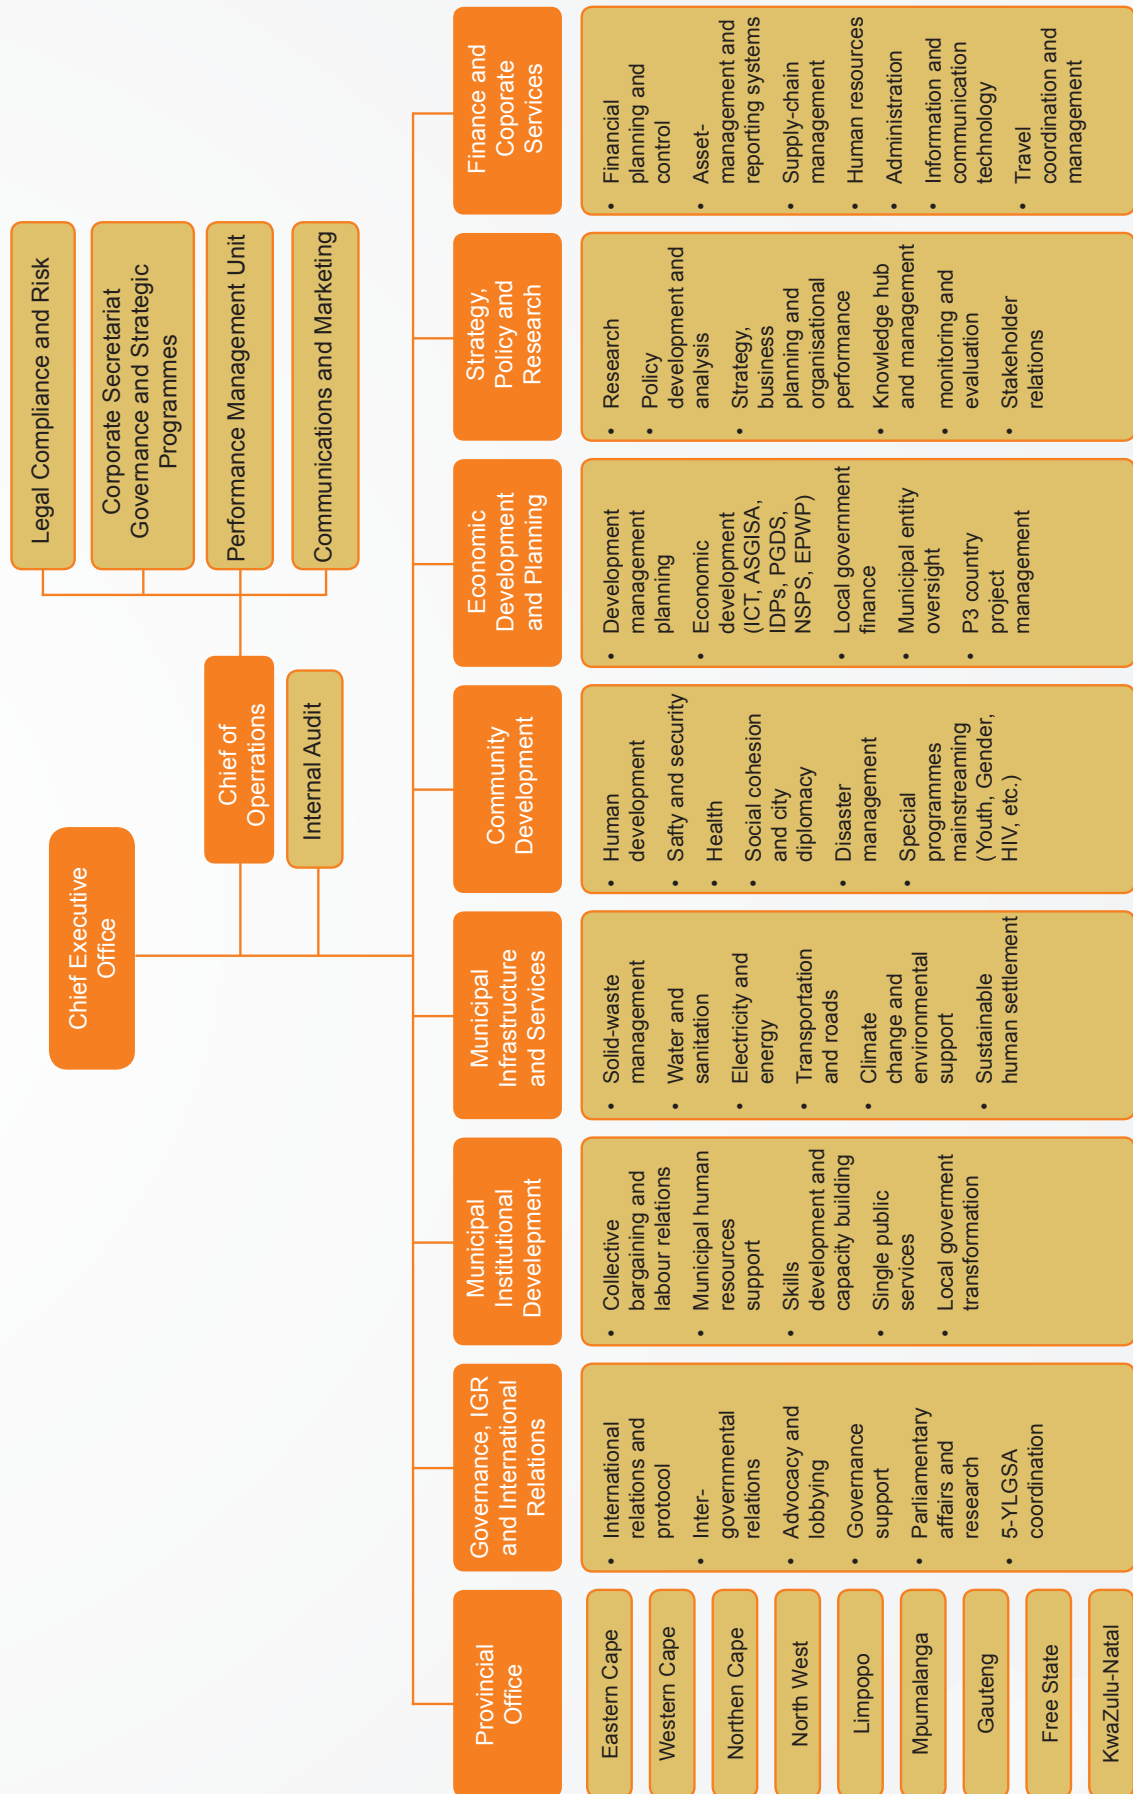 Chief Executive
Office
Chief of
Operrations
Internal Audit
Legal Compliance and Risk
Corporate Secretariat
Governance and Strategic
Programmes
Performance Management Unit
Communications and Marketing
Provincial
Office
Eastern Cape
Western Cape
Northen Cape
North West
Limpopo
Mpumalanga
Gauteng
Free State
KwaZulu-Natal
Governance, IGR
and International
Relations
• International
relations and
protocol
• Inter-
governmental
relations
• Advocacy and
lobbying
• Governance
support
• Parliamentary
affairs and
research
• 5-YLGSA
coordination
Municipal
Institutional
Develepment
• Collective
bargaining and
labour relations
• Municipal human
resources
support
• Skills
development and
capacity building
• Single public
services
• Local goverment
transformation
Municipal
Infrastructure
and Services
• Solid-waste
management
• Water and
sanitation
• Electricity and
energy
• Transportation
and roads
• Climate
change and
environmental
support
• Sustainable
human settlement
Community
Development
• Human
development
• Safty and security
• Health
• Social cohesion
and city
diplomacy
• Disaster
management
• Special
programmes
mainstreaming
(Youth, Gender,
HIV, etc.)
Economic
Development
and Planning
• Development
management
planning
• Economic
development
(ICT, ASGISA,
IDPs, PGDS,
NSPS, EPWP)
• Local government
finance
• Municipal entity
oversight
• P3 country
project
management
Strategy,
Policy and
Research
• Research
• Policy
development and
analysis
• Strategy,
business
planning and
organisational
performance
• Knowledge hub
and management
• monitoring and
evaluation
• Stakeholder
relations
Finance and
Coporate
Services
• Financial
planning and
control
• Asset-
management and
reporting systems
• Supply-chain
management
• Human resources
• Administration
• Information and
communication
technology
• Travel
coordination and
management